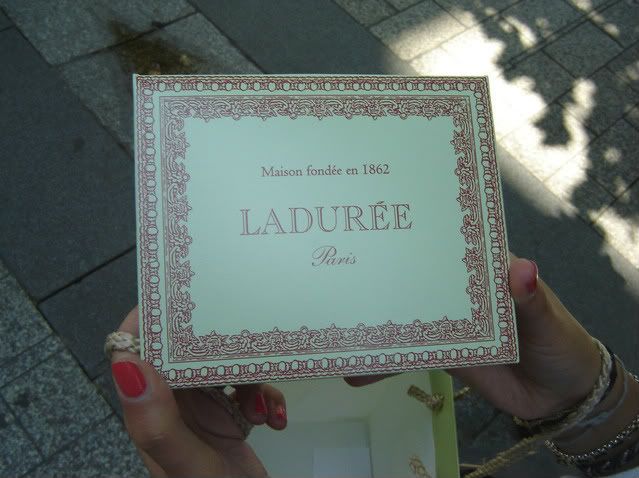 Maison fondée en 1862
LADURÉE
Paris